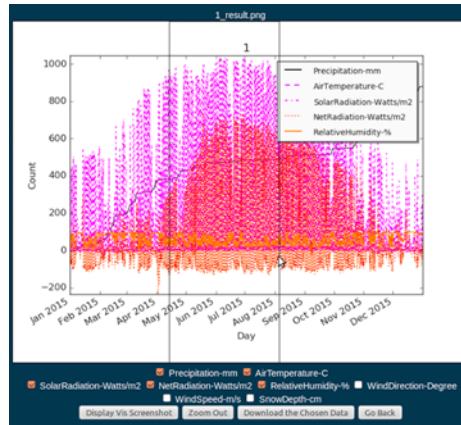 1_result.png
1
Precipitation-mm
AirTemperature-C
SolarRadiation-Watts/m2
NetRadiation-Watts/m2
RelativeHumidity-%
1000
800
600
400
200
0
−200
Count
Jan 2015 Feb 2015 Mar 2015 Apr 2015 May 2015 Jun 2015 Jul 2015 Aug 2015 Sep 2015 Oct 2015 Nov 2015 Dec 2015
Day
Precipitation-mm AirTemperature-C
SolarRadiation-Watts/m2 NetRadiation-Watts/m2 RelativeHumidity-% WindDirection-Degree
WindSpeed-m/s SnowDepth-cm
Display Vis Screenshot Zoom Out Download the Chosen Data Go Back